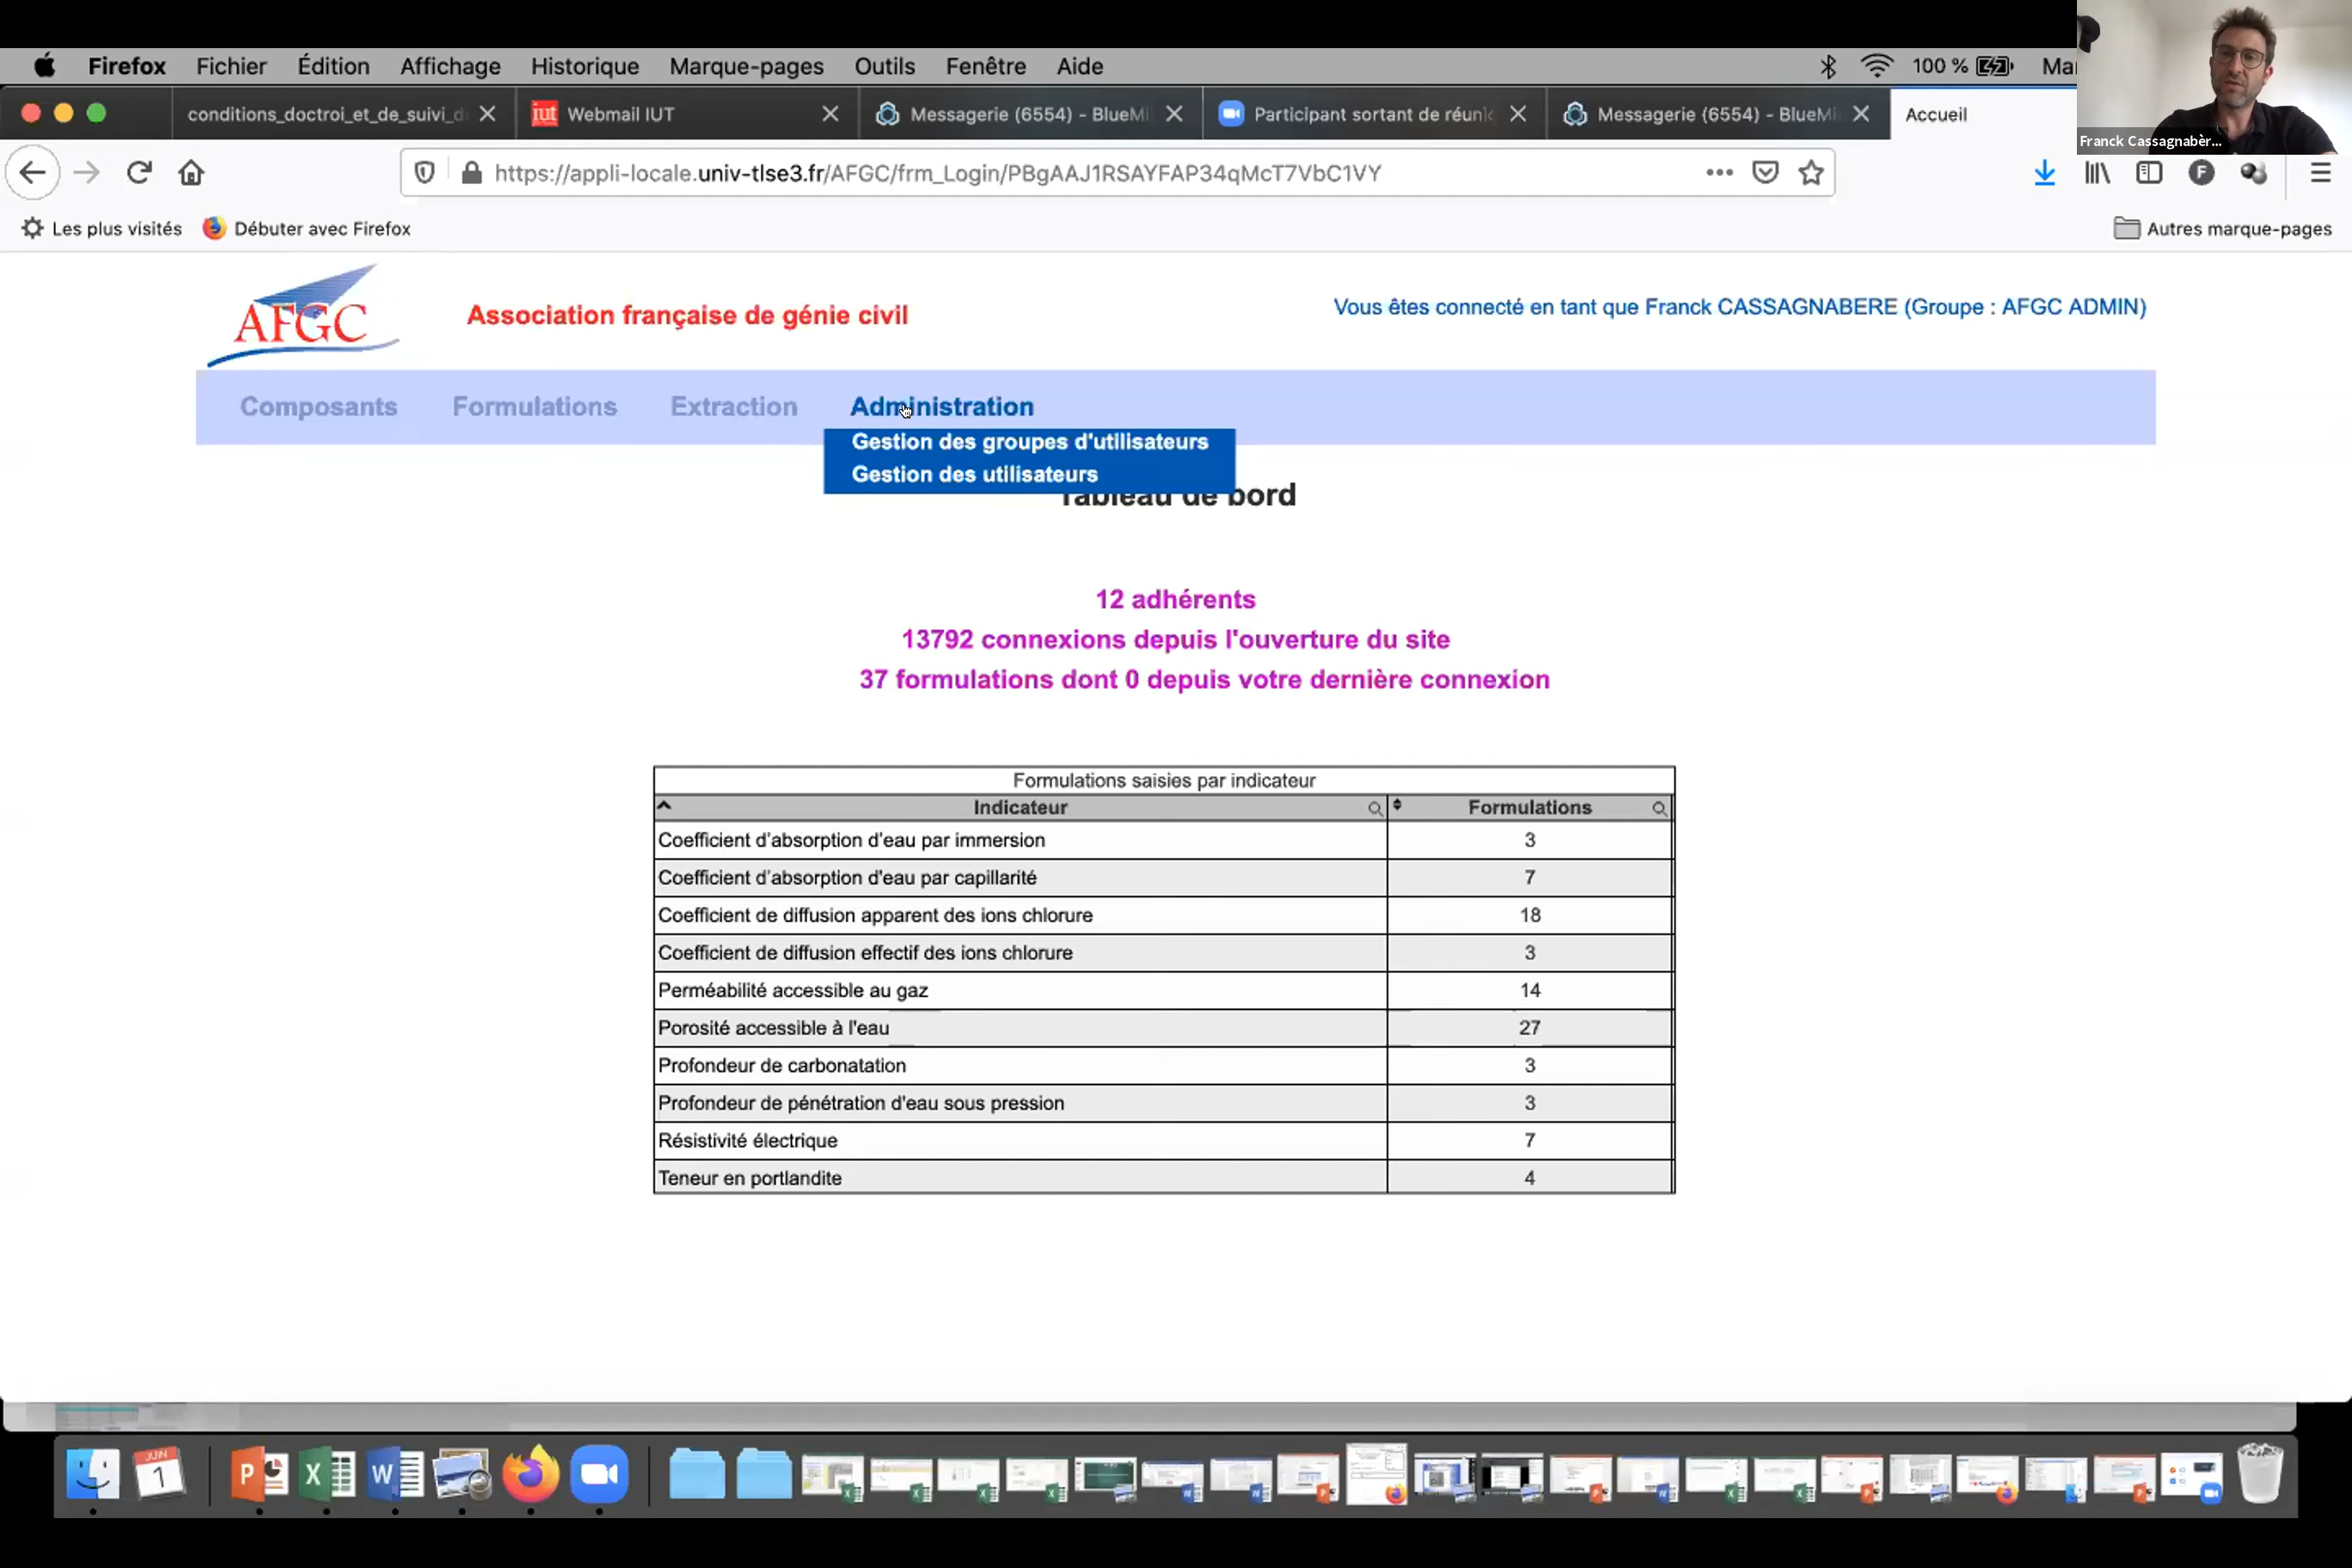 Firefox Fichier Édition Affichage Historique Marque-pages Outils Fenêtre Aide 100 %
conditions_doctroi_et_de_suivi_d
Webmail IUT
Messagerie (6554) - BlueMi
Participant sortant de réunio
Messagerie (6554) - BlueMi
Accueil
Franck Cassagnabèr...
https://appli-locale.univ-tlse3.fr/AFGC/frm_Login/PBgAAJ1RSAYFAP34qMcT7VbC1VY
Les plus visités Débuter avec Firefox Autres marque-pages
AFGC
Association française de génie civil
Vous êtes connecté en tant que Franck CASSAGNABERE (Groupe : AFGC ADMIN)
Composants Formulations Extraction Administration
Gestion des groupes d'utilisateurs
Gestion des utilisateurs
Tableau de bord
12 adhérents
13792 connexions depuis l'ouverture du site
37 formulations dont 0 depuis votre dernière connexion
Formulations saisies par indicateur
Indicateur Formulations
Coefficient d'absorption d'eau par immersion 3
Coefficient d'absorption d'eau par capillarité 7
Coefficient de diffusion apparent des ions chlorure 18
Coefficient de diffusion effectif des ions chlorure 3
Perméabilité accessible au gaz 14
Porosité accessible à l'eau 27
Profondeur de carbonatation 3
Profondeur de pénétration d'eau sous pression 3
Résistivité électrique 7
Teneur en portlandite 4
JUIN
1